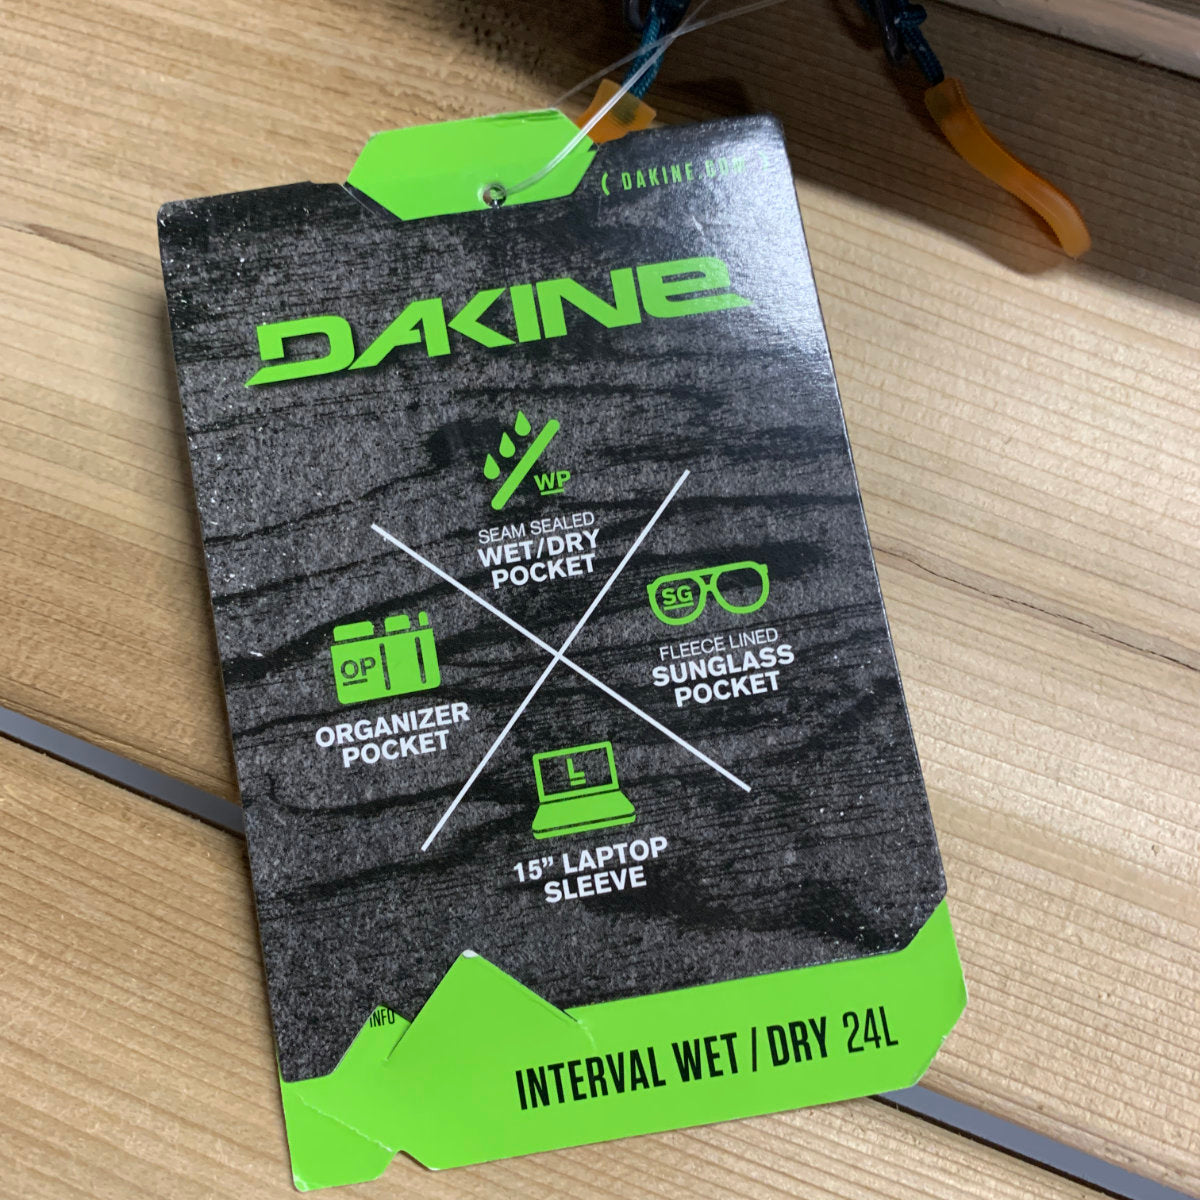 ( DAKINE.COM )
DAKINE
WP
SEAM SEALED
WET/DRY
POCKET
SG
FLEECE LINED
SUNGLASS
POCKET
OP
ORGANIZER
POCKET
L
15” LAPTOP
SLEEVE
INFO
INTERVAL WET / DRY 24L